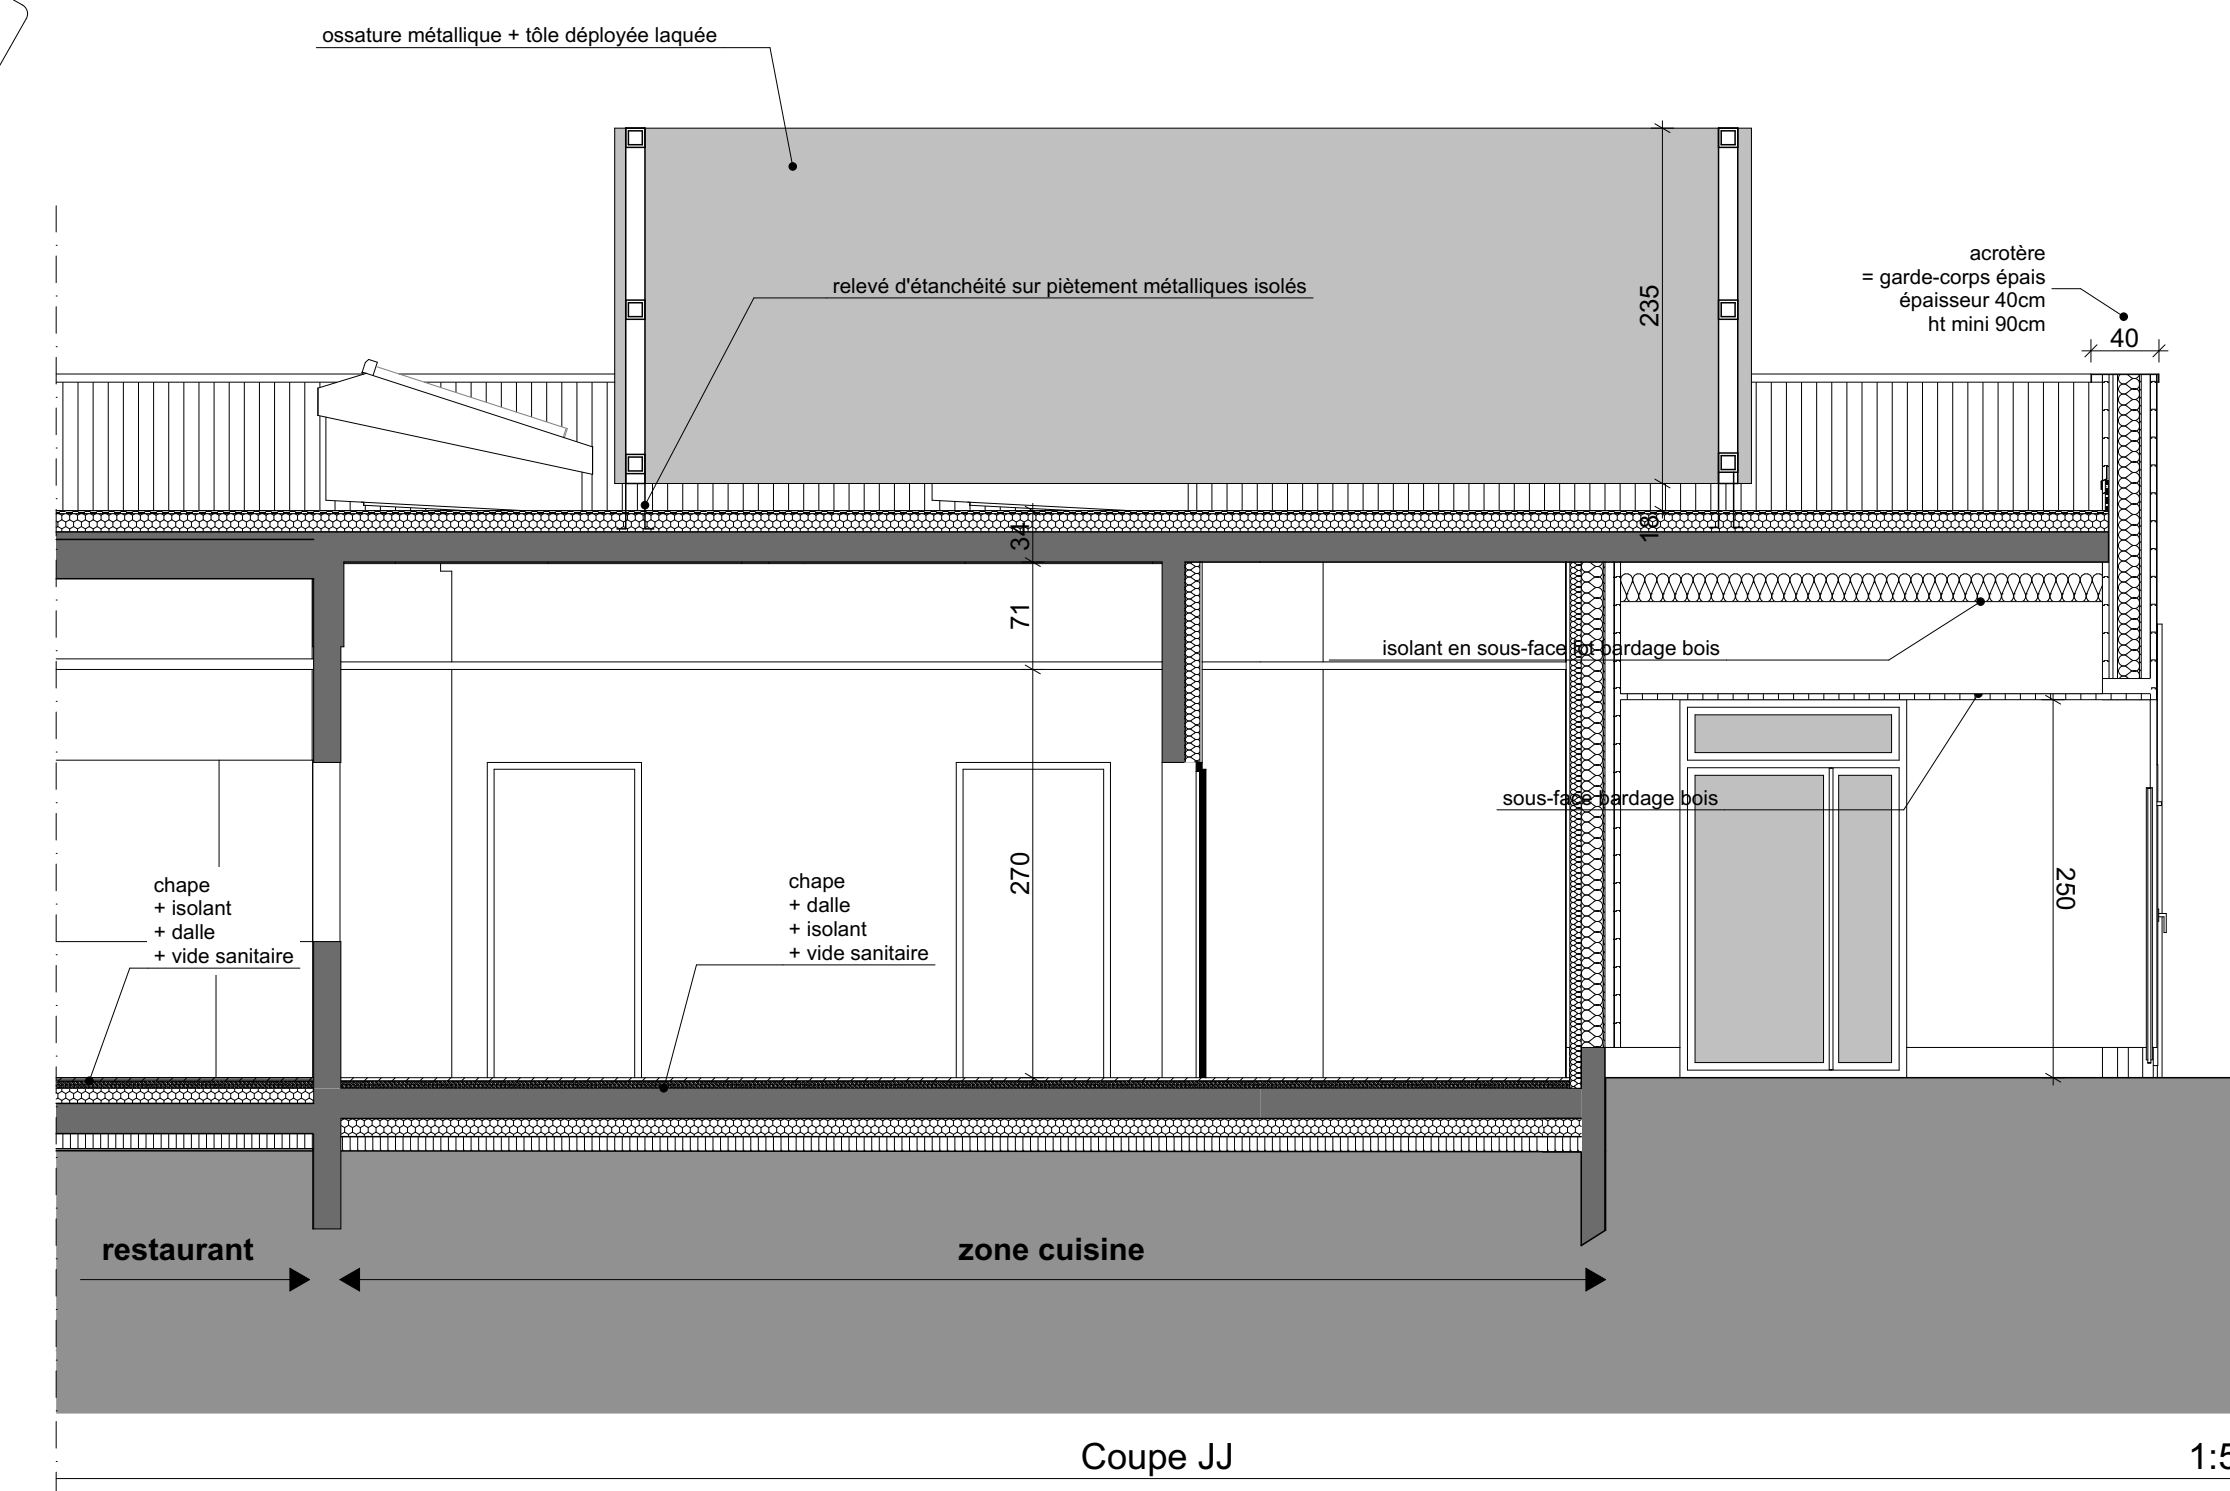 ossature métallique + tôle déployée laquée
relevé d'étanchéité sur piètement métalliques isolés
235
acrotère
= garde-corps épais
épaisseur 40cm
ht mini 90cm
40
34
18
71
isolant en sous-face lot bardage bois
sous-face bardage bois
270
250
chape
+ isolant
+ dalle
+ vide sanitaire
chape
+ dalle
+ isolant
+ vide sanitaire
restaurant
zone cuisine
Coupe JJ
1:5